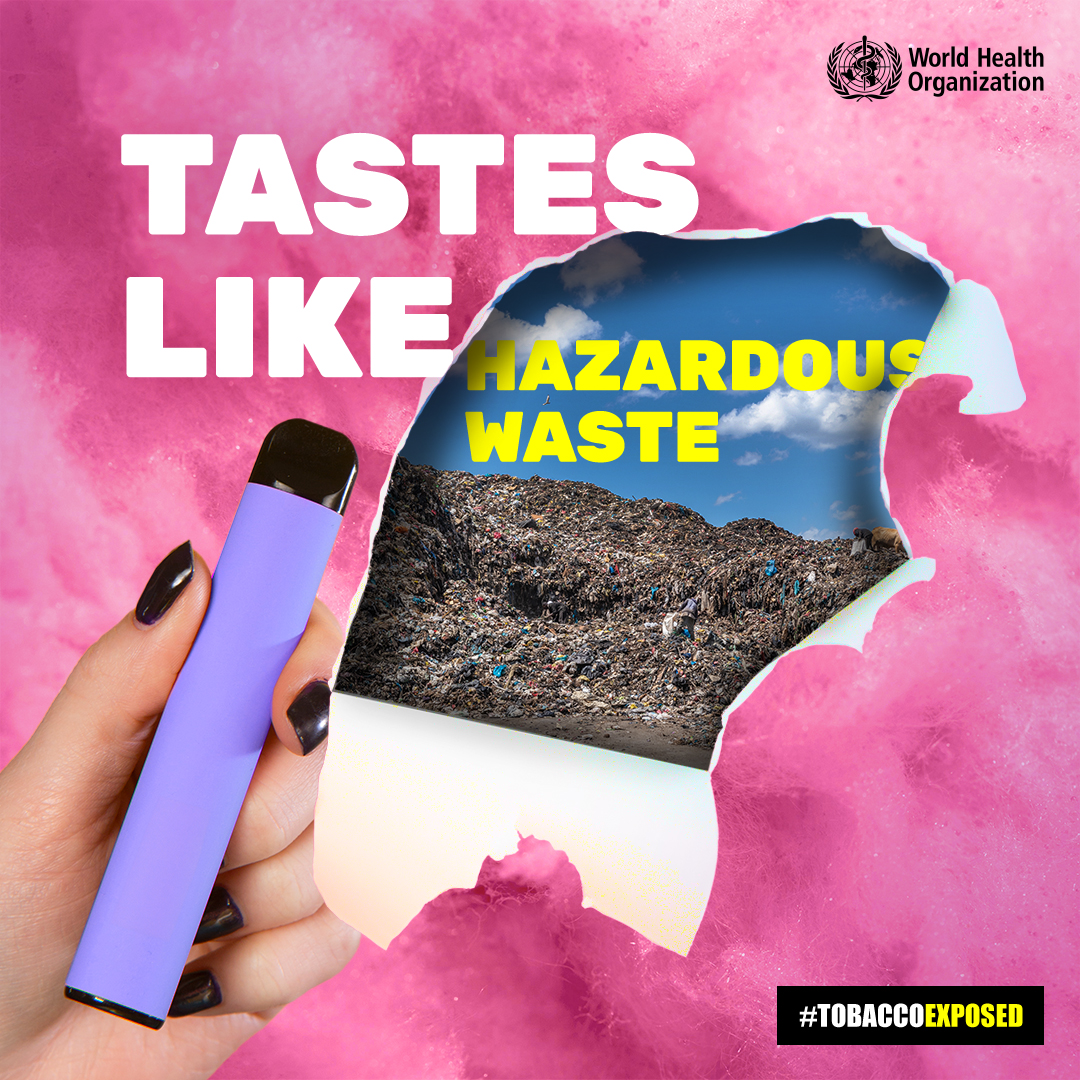 World Health
Organization
TASTES
LIKE
HAZARDOUS
WASTE
#TOBACCOEXPOSED